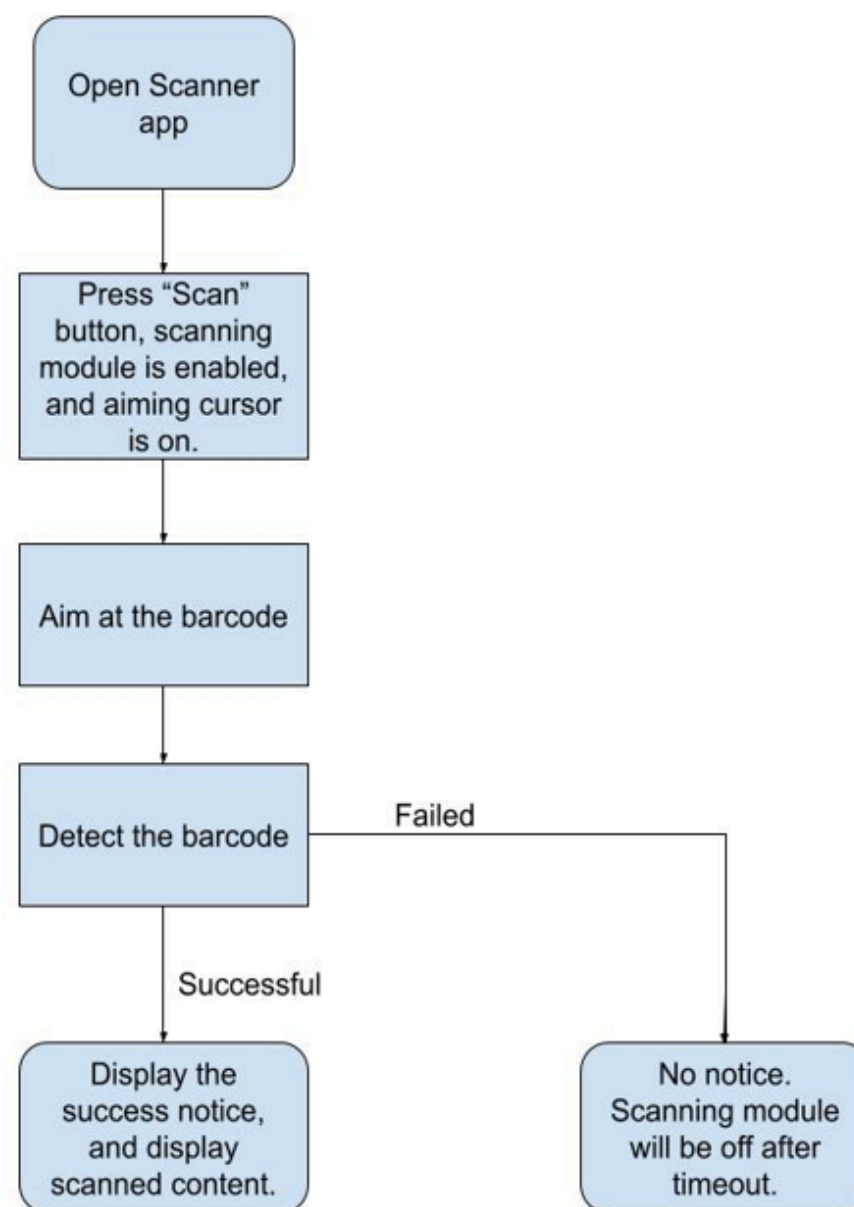 Open Scanner
app
Press “Scan”
button, scanning
module is enabled,
and aiming cursor
is on.
Aim at the barcode
Detect the barcode
Failed
Successful
Display the
success notice,
and display
scanned content.
No notice.
Scanning module
will be off after
timeout.